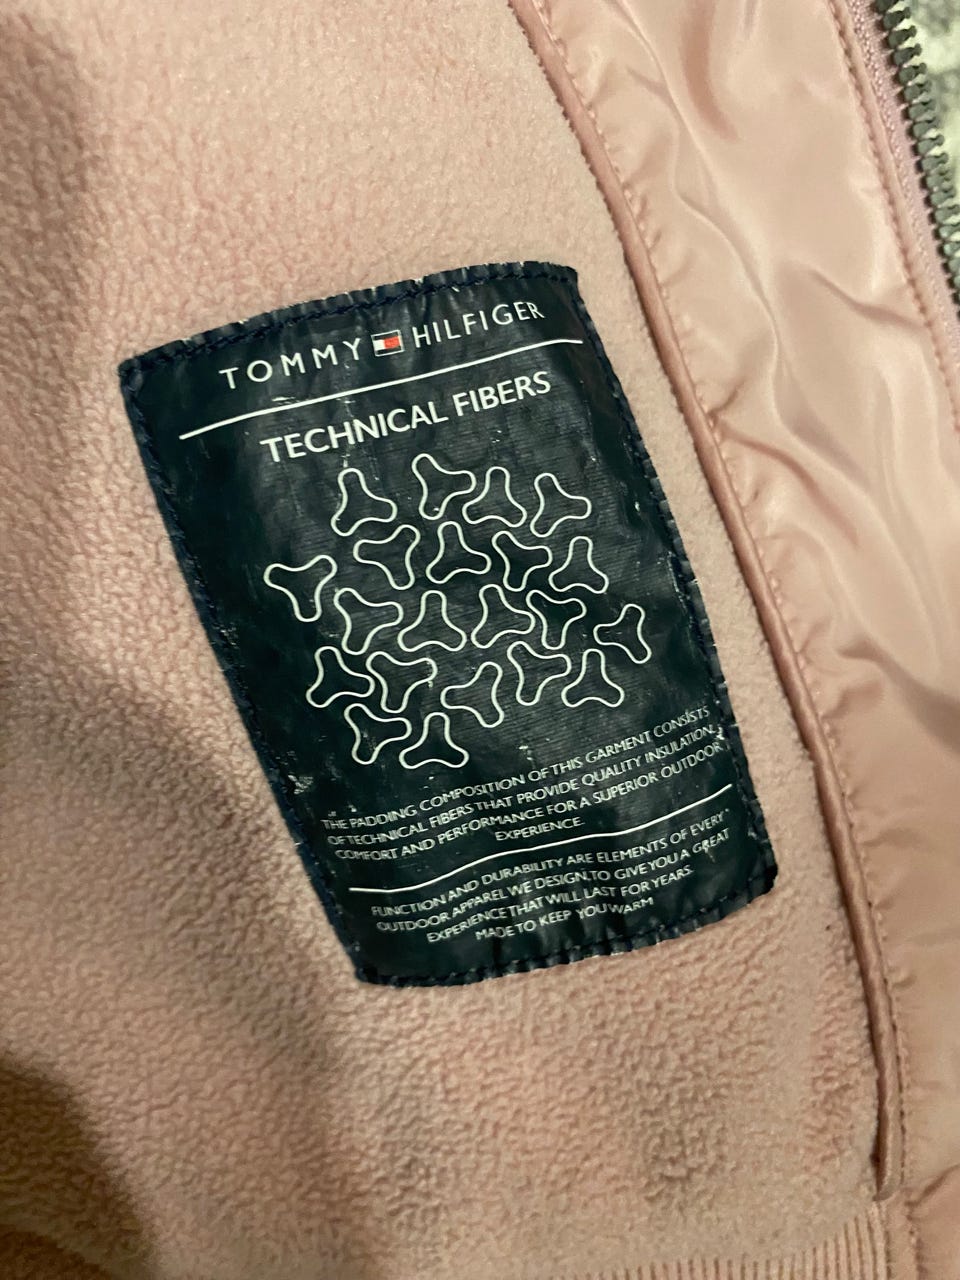 TOMMY HILFIGER
TECHNICAL FIBERS
THE PADDING COMPOSITION OF THIS GARMENT CONSISTS
OF TECHNICAL FIBERS THAT PROVIDE QUALITY INSULATION,
COMFORT AND PERFORMANCE FOR A SUPERIOR OUTDOOR
EXPERIENCE.
FUNCTION AND DURABILITY ARE ELEMENTS OF EVERY
OUTDOOR APPAREL WE DESIGN, TO GIVE YOU A GREAT
EXPERIENCE THAT WILL LAST FOR YEARS.
MADE TO KEEP YOU WARM